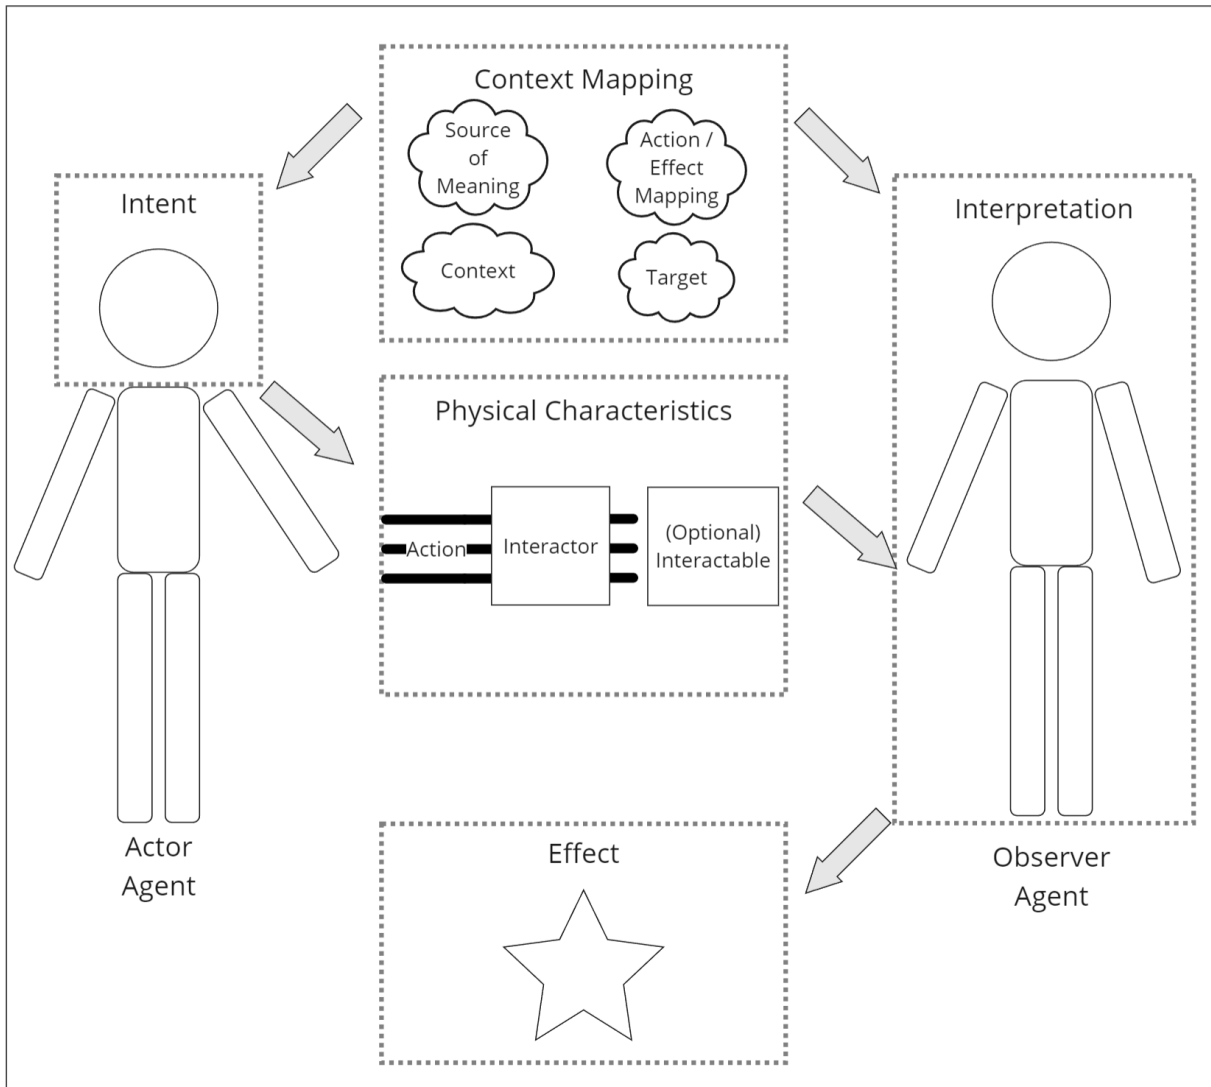 Context Mapping
Source
of
Meaning
Action /
Effect
Mapping
Context
Target
Intent
Interpretation
Physical Characteristics
Action
Interactor
(Optional)
Interactable
Actor
Agent
Observer
Agent
Effect